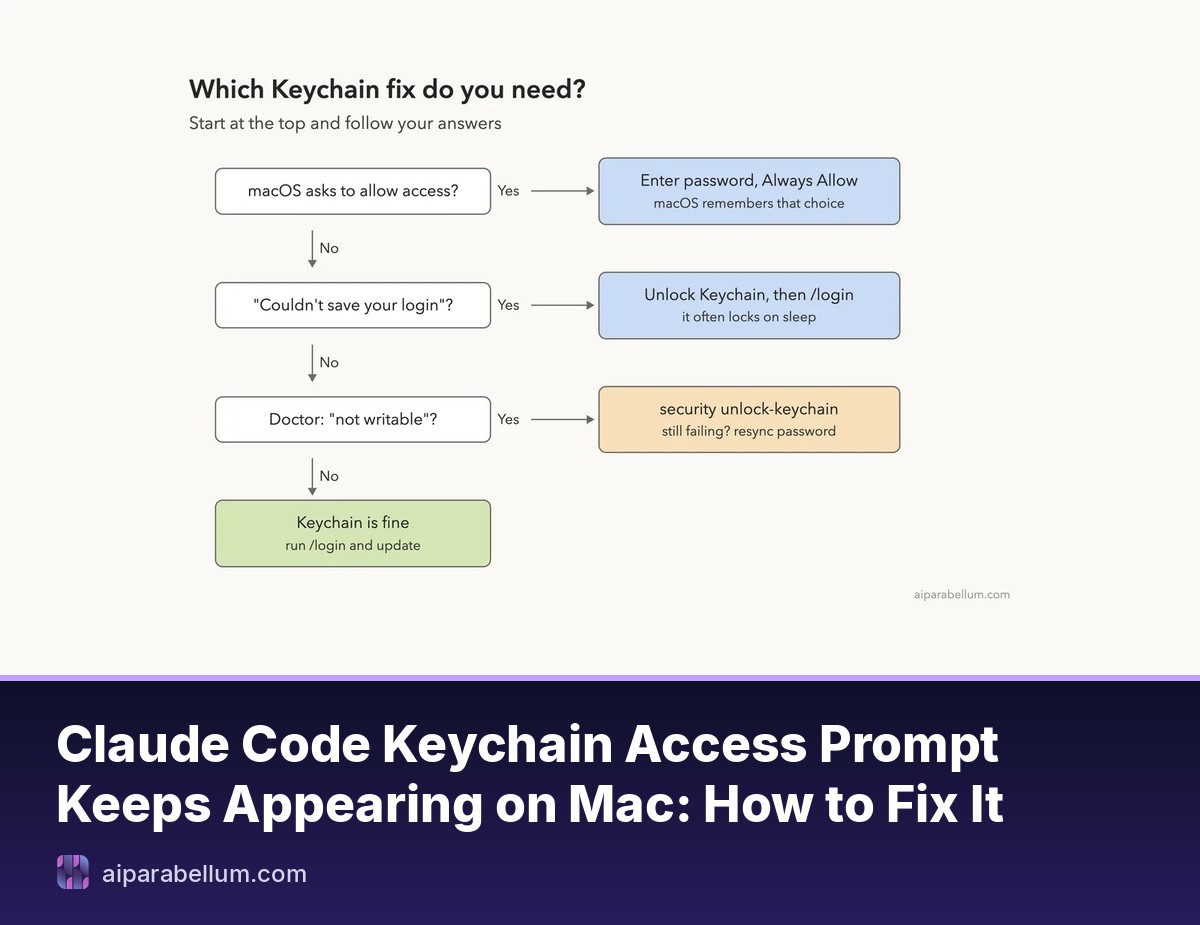 Which Keychain fix do you need?
Start at the top and follow your answers
macOS asks to allow access?
Yes
Enter password, Always Allow
macOS remembers that choice
No
"Couldn't save your login"?
Yes
Unlock Keychain, then /login
it often locks on sleep
No
Doctor: "not writable"?
Yes
security unlock-keychain
still failing? resync password
No
Keychain is fine
run /login and update
aiparabellum.com
Claude Code Keychain Access Prompt
Keeps Appearing on Mac: How to Fix It
aiparabellum.com